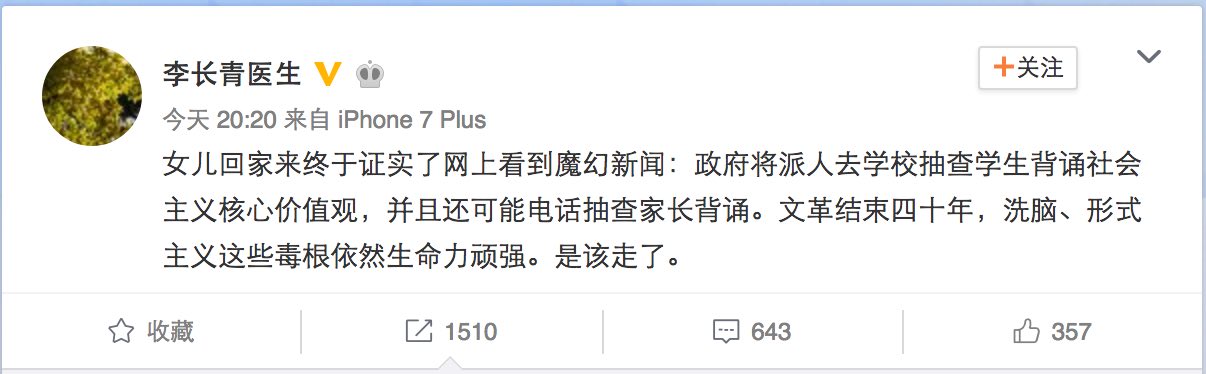 李长青医生
关注
今天 20:20 来自 iPhone 7 Plus
女儿回家来终于证实了网上看到魔幻新闻：政府将派人去学校抽查学生背诵社会
主义核心价值观，并且还可能电话抽查家长背诵。文革结束四十年，洗脑、形式
主义这些毒根依然生命力顽强。是该走了。
收藏
1510
643
357